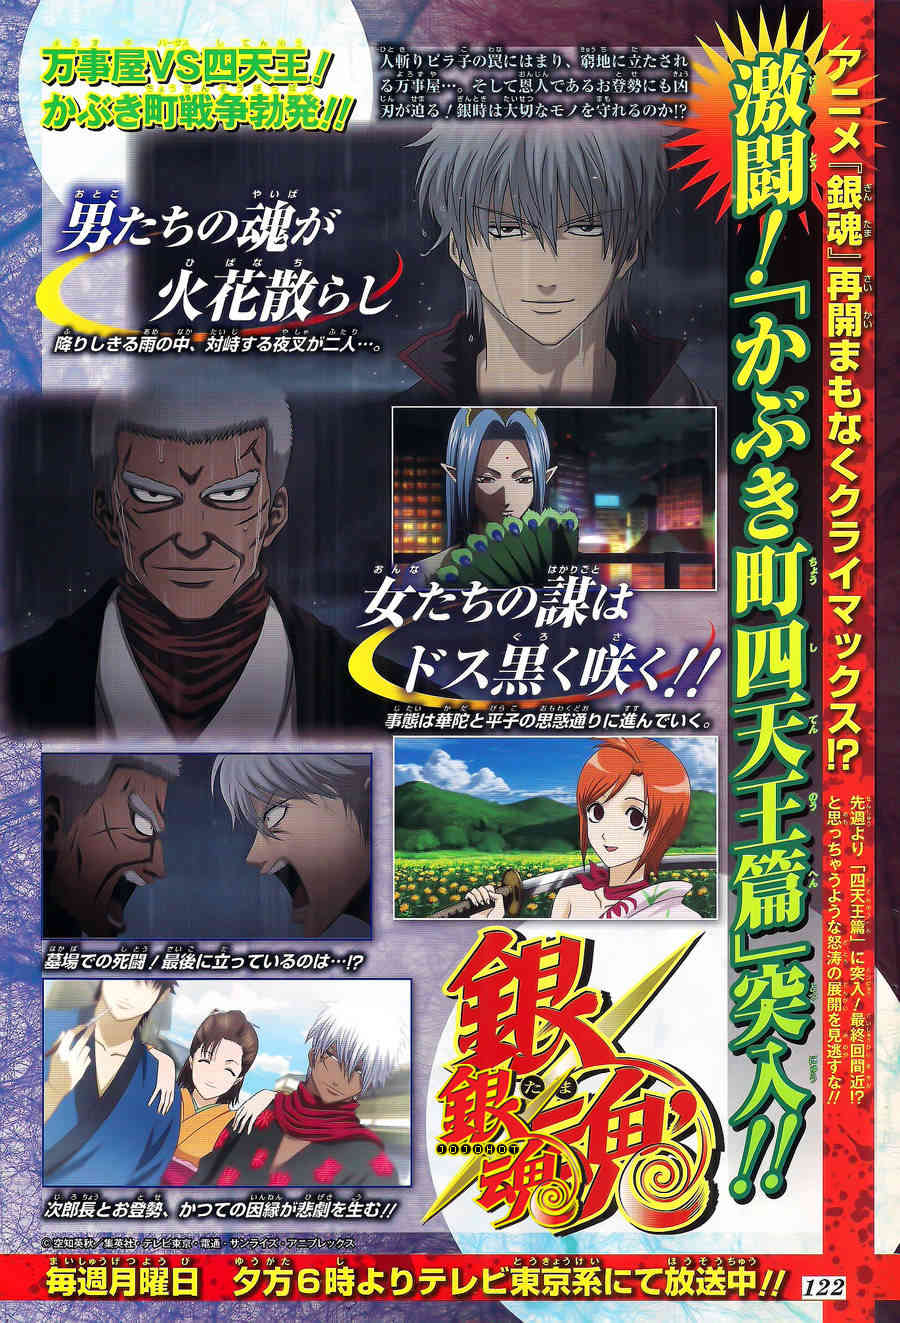 アニメ『銀魂』再開まもなくクライマックス!?
激闘!「かぶき町四天王篇」突入!!
先週より「四天王篇」に突入!最終回間近!?
と思っちゃうような怒涛の展開を見逃すな!!
万事屋VS四天王!
かぶき町戦争勃発!!
人斬りピラ子の罠にはまり、窮地に立たされ
る万事屋…。そして恩人であるお登勢にも凶
刃が迫る!銀時は大切なモノを守れるのか!?
男たちの魂が
火花散らし
降りしきる雨の中、対峙する夜叉が二人…。
女たちの謀は
ドス黒く咲く!!
事態は華陀と平子の思惑通りに進んでいく。
墓場での死闘!最後に立っているのは…!?
次郎長とお登勢、かつての因縁が悲劇を生む!!
銀魂
たま
銀魂
JOJOHOT
©空知英秋/集英社・テレビ東京・電通・サンライズ・アニプレックス
毎週月曜日 夕方6時よりテレビ東京系にて放送中!!
122